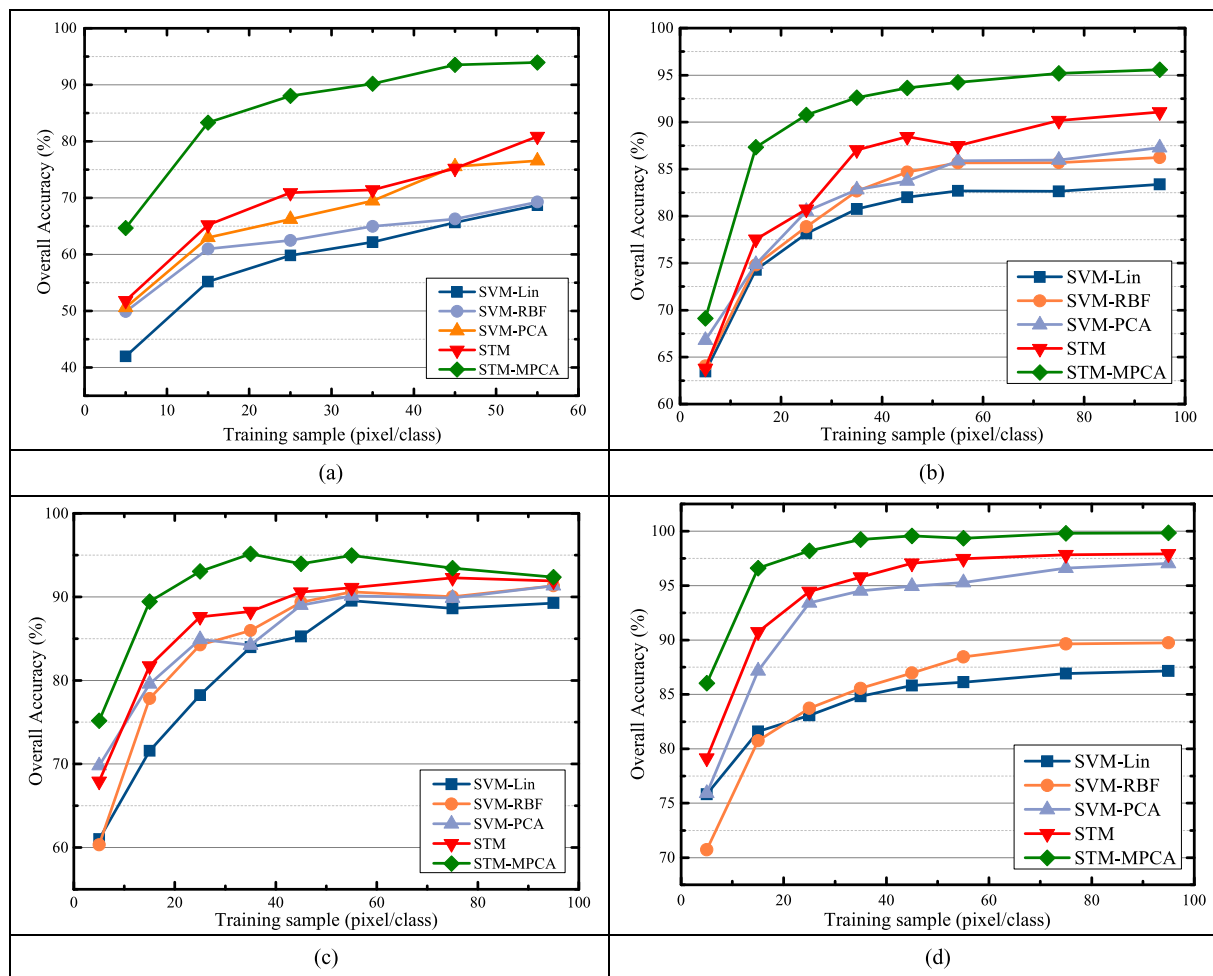 100
90
80
70
60
50
40
0 10 20 30 40 50 60
Overall Accuracy (%)
Training sample (pixel/class)
SVM-Lin
SVM-RBF
SVM-PCA
STM
STM-MPCA
(a)
100
95
90
85
80
75
70
65
60
0 20 40 60 80 100
Overall Accuracy (%)
Training sample (pixel/class)
SVM-Lin
SVM-RBF
SVM-PCA
STM
STM-MPCA
(b)
100
90
80
70
60
0 20 40 60 80 100
Overall Accuracy (%)
Training sample (pixel/class)
SVM-Lin
SVM-RBF
SVM-PCA
STM
STM-MPCA
(c)
100
95
90
85
80
75
70
0 20 40 60 80 100
Overall Accuracy (%)
Training sample (pixel/class)
SVM-Lin
SVM-RBF
SVM-PCA
STM
STM-MPCA
(d)